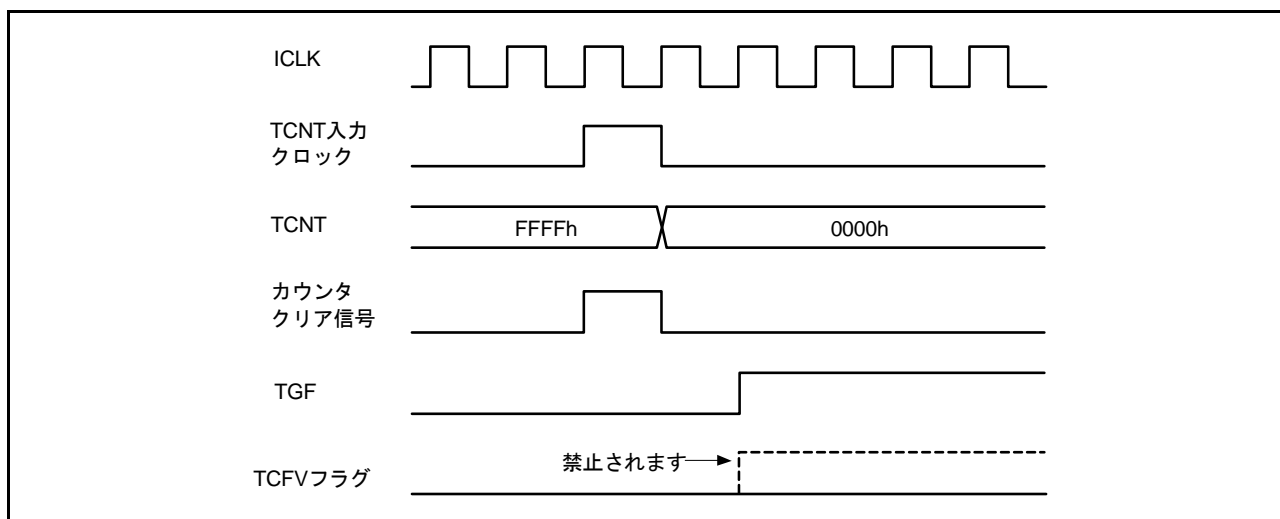 ICLK
TCNT入力
クロック
TCNT
FFFFh
0000h
カウンタ
クリア信号
TGF
禁止されます
TCFVフラグ